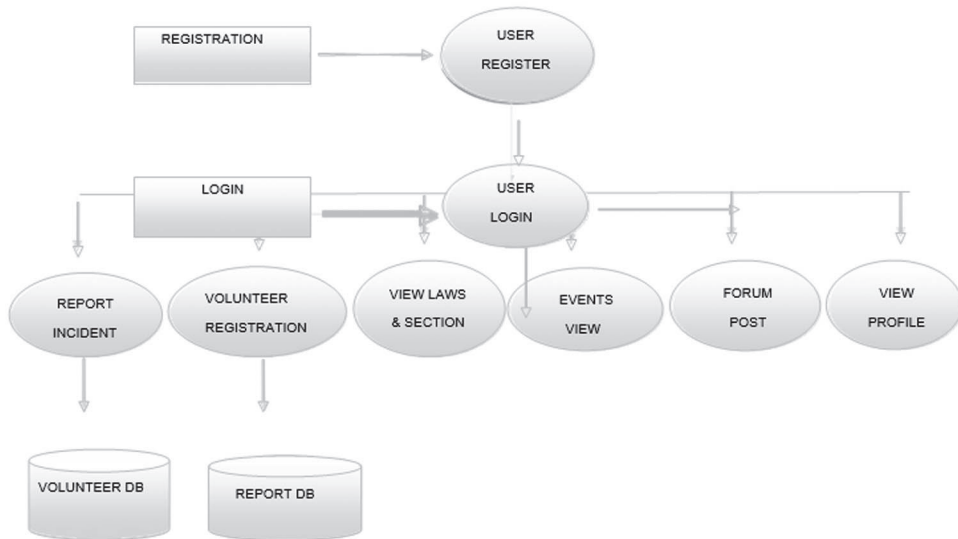 REGISTRATION
USER
REGISTER
LOGIN
USER
LOGIN
REPORT
INCIDENT
VOLUNTEER
REGISTRATION
VIEW LAWS
& SECTION
EVENTS
VIEW
FORUM
POST
VIEW
PROFILE
VOLUNTEER DB
REPORT DB